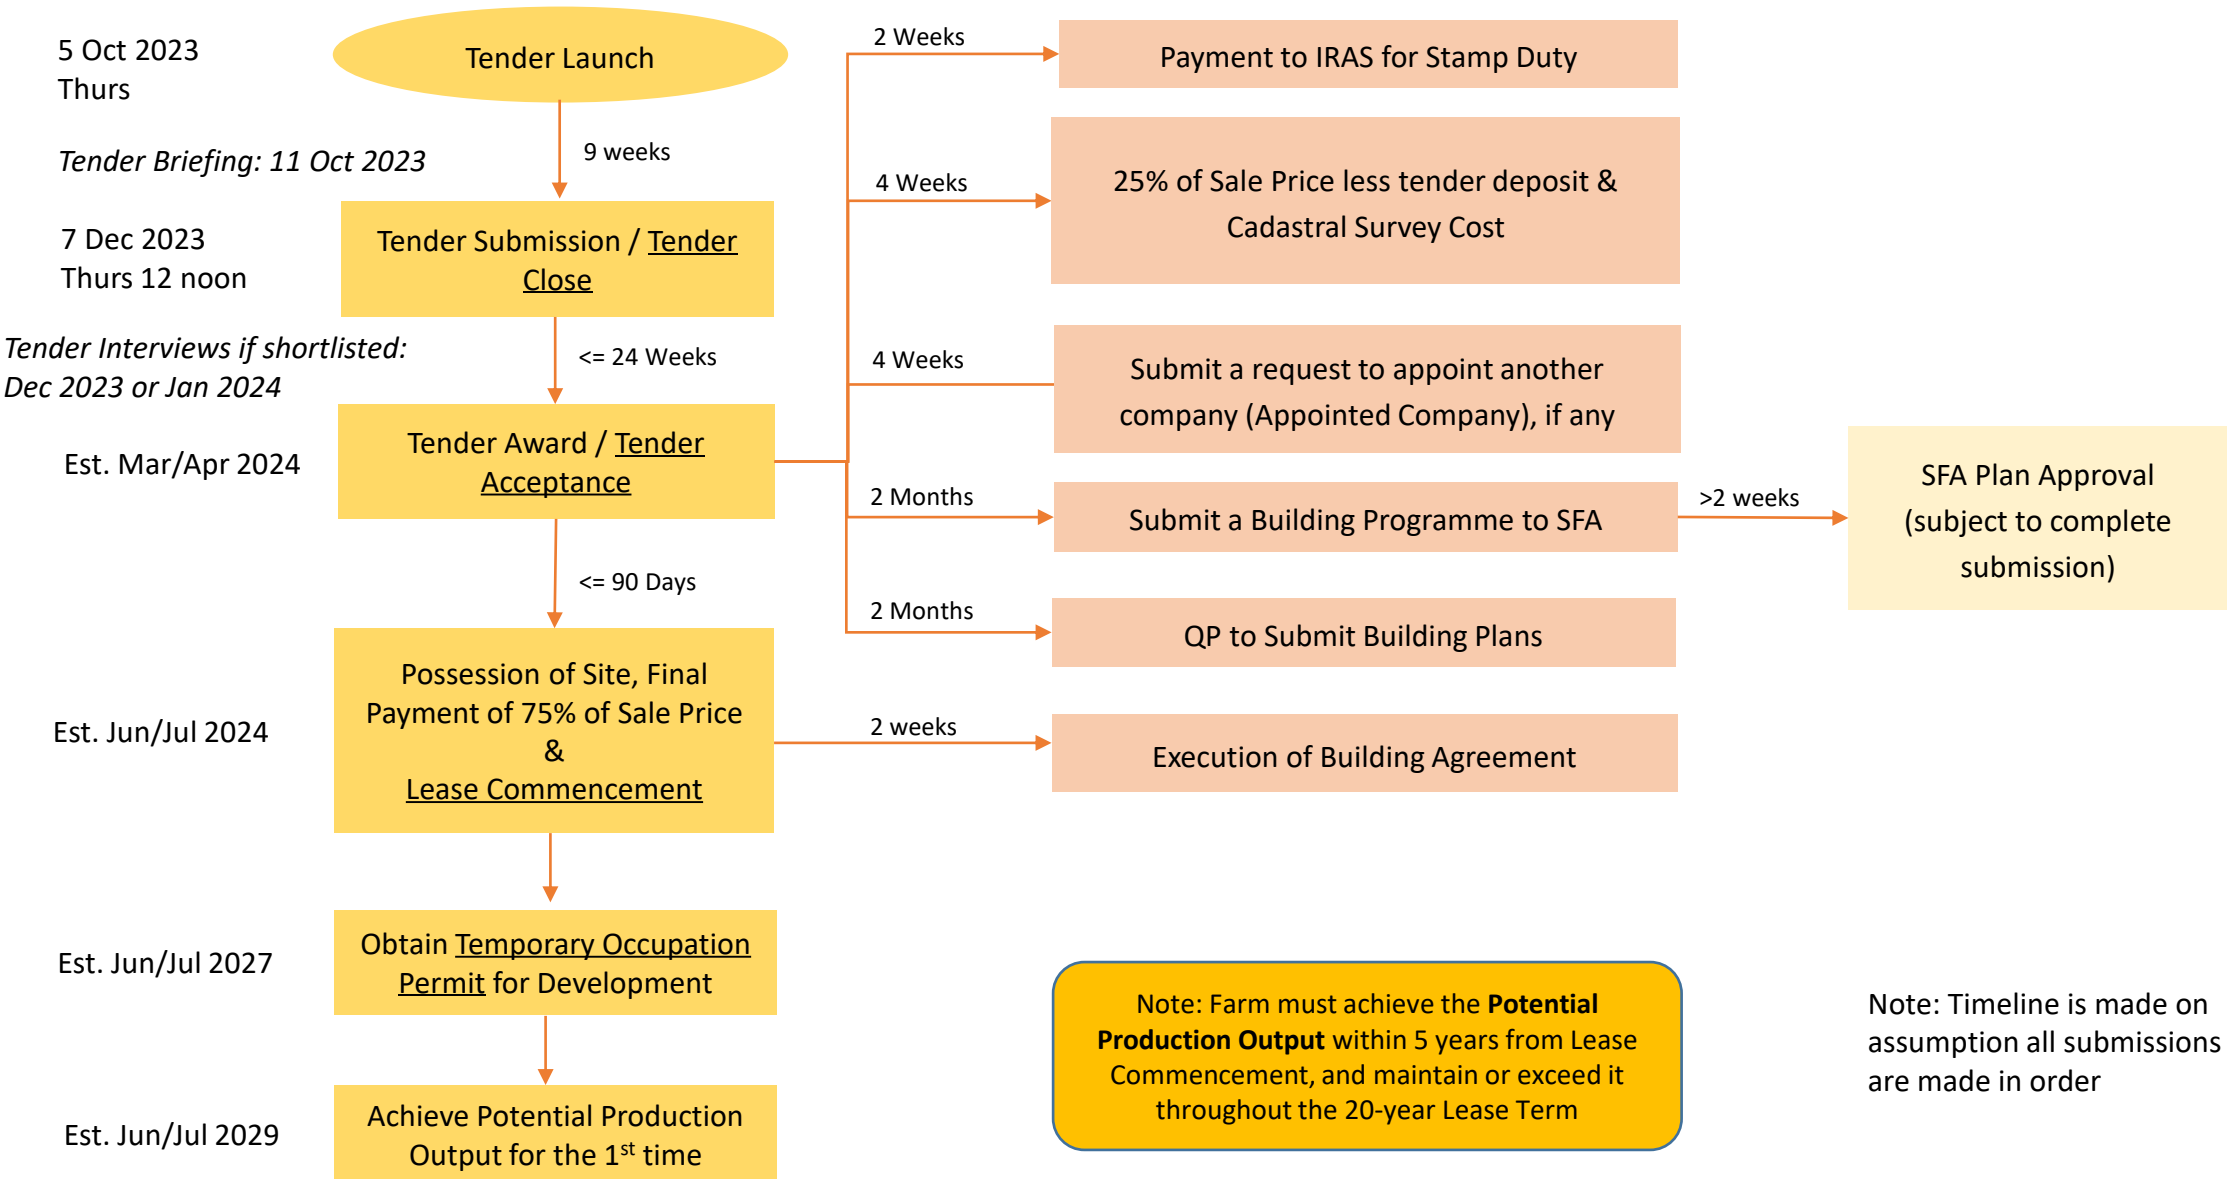 5 Oct 2023
Thurs
Tender Launch
2 Weeks
Payment to IRAS for Stamp Duty
Tender Briefing: 11 Oct 2023
9 weeks
4 Weeks
25% of Sale Price less tender deposit &
Cadastral Survey Cost
7 Dec 2023
Thurs 12 noon
Tender Submission / Tender
Close
Tender Interviews if shortlisted:
Dec 2023 or Jan 2024
<= 24 Weeks
4 Weeks
Submit a request to appoint another
company (Appointed Company), if any
Est. Mar/Apr 2024
Tender Award / Tender
Acceptance
2 Months
Submit a Building Programme to SFA
>2 weeks
SFA Plan Approval
(subject to complete
submission)
<= 90 Days
2 Months
QP to Submit Building Plans
Est. Jun/Jul 2024
Possession of Site, Final
Payment of 75% of Sale Price
&
Lease Commencement
2 weeks
Execution of Building Agreement
Est. Jun/Jul 2027
Obtain Temporary Occupation
Permit for Development
Note: Farm must achieve the Potential
Production Output within 5 years from Lease
Commencement, and maintain or exceed it
throughout the 20-year Lease Term
Note: Timeline is made on
assumption all submissions
are made in order
Est. Jun/Jul 2029
Achieve Potential Production
Output for the 1st time